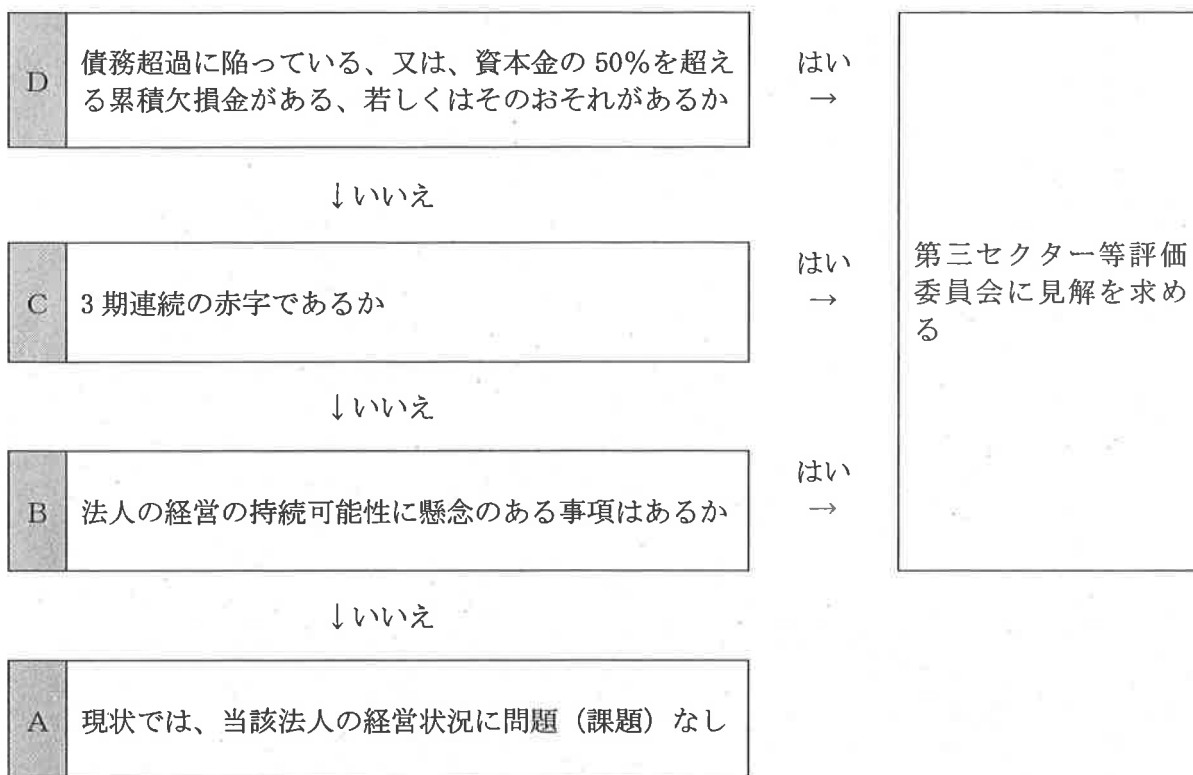 D
債務超過に陥っている、又は、資本金の 50%を超え
る累積欠損金がある、若しくはそのおそれがあるか
はい
→
↓いいえ
C
3 期連続の赤字であるか
はい
→
第三セクター等評価
委員会に見解を求め
る
↓いいえ
B
法人の経営の持続可能性に懸念のある事項はあるか
はい
→
↓いいえ
A
現状では、当該法人の経営状況に問題（課題）なし